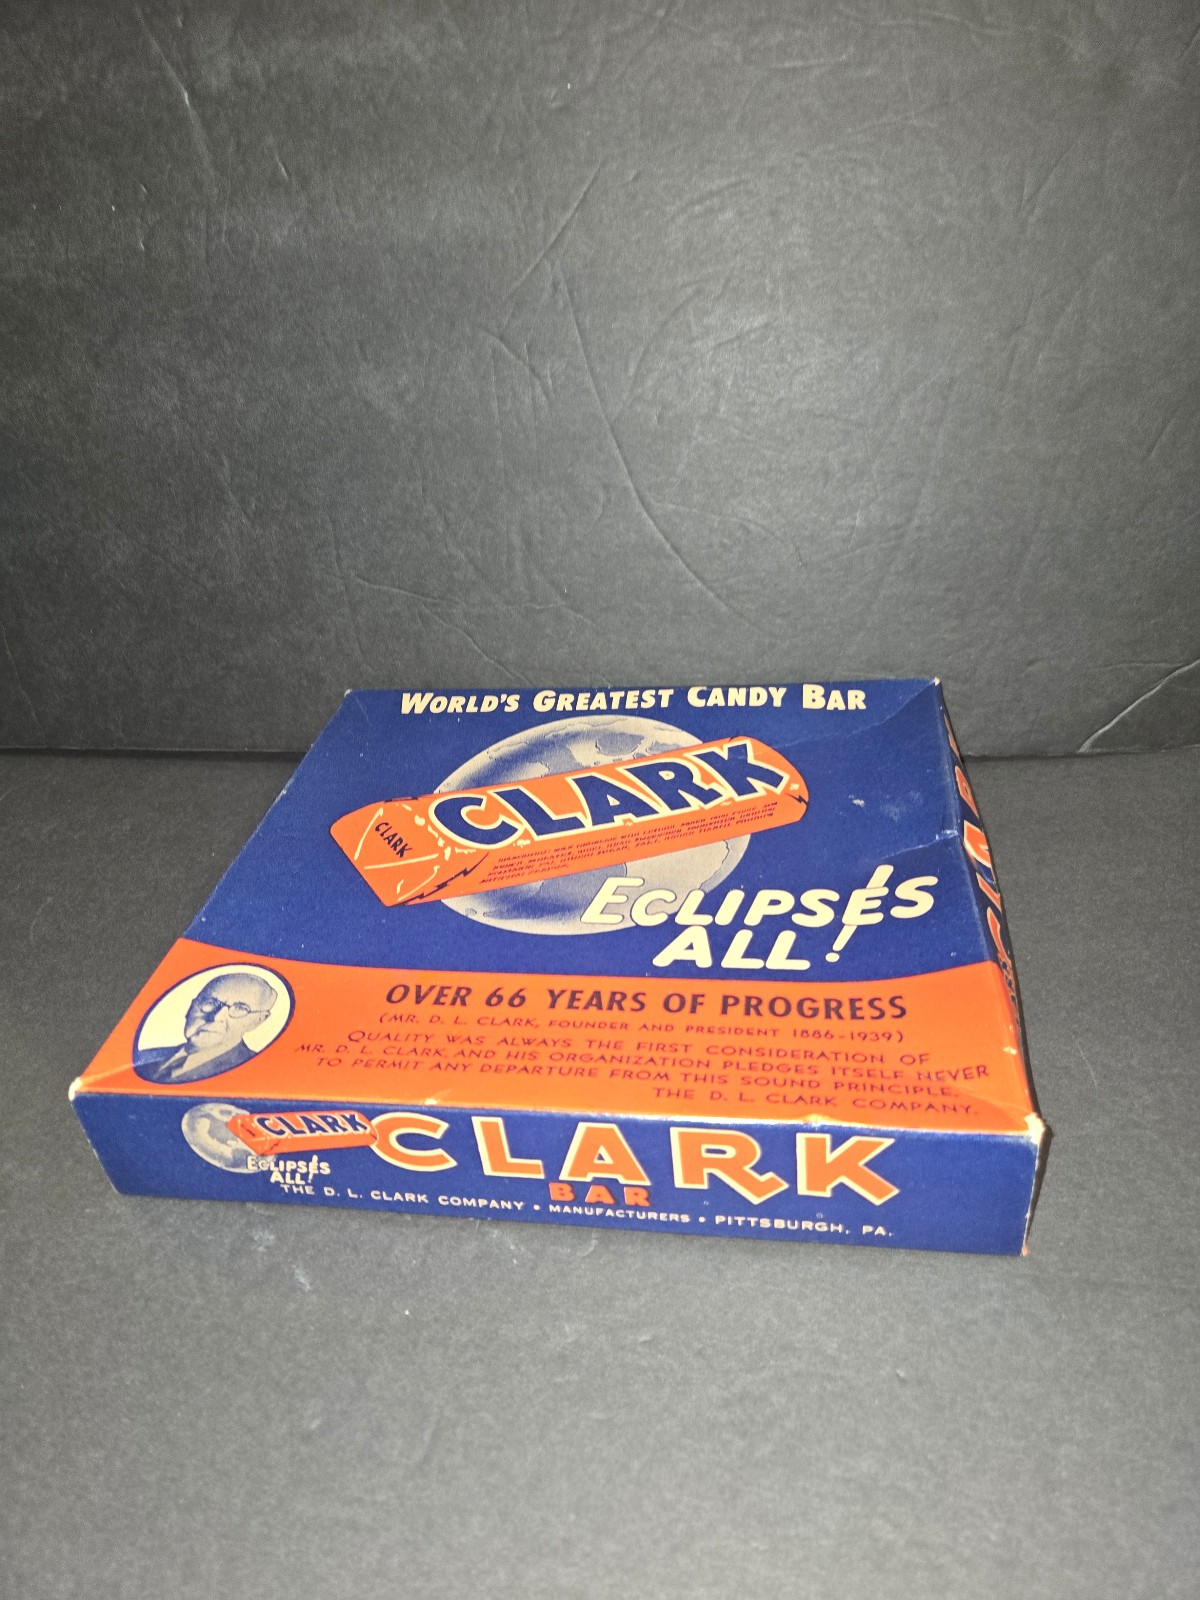 WORLD'S GREATEST CANDY BAR
CLARK
CLARK
ECLIPSES
ALL!
OVER 66 YEARS OF PROGRESS
(MR. D. L. CLARK, FOUNDER AND PRESIDENT 1886-1939)
QUALITY WAS ALWAYS THE FIRST CONSIDERATION OF
MR. D. L. CLARK, AND HIS ORGANIZATION PLEDGES ITSELF NEVER
TO PERMIT ANY DEPARTURE FROM THIS SOUND PRINCIPLE.
THE D. L. CLARK COMPANY.
CLARK
ECLIPSES
ALL!
CLARK
BAR
THE D. L. CLARK COMPANY • MANUFACTURERS • PITTSBURGH, PA.